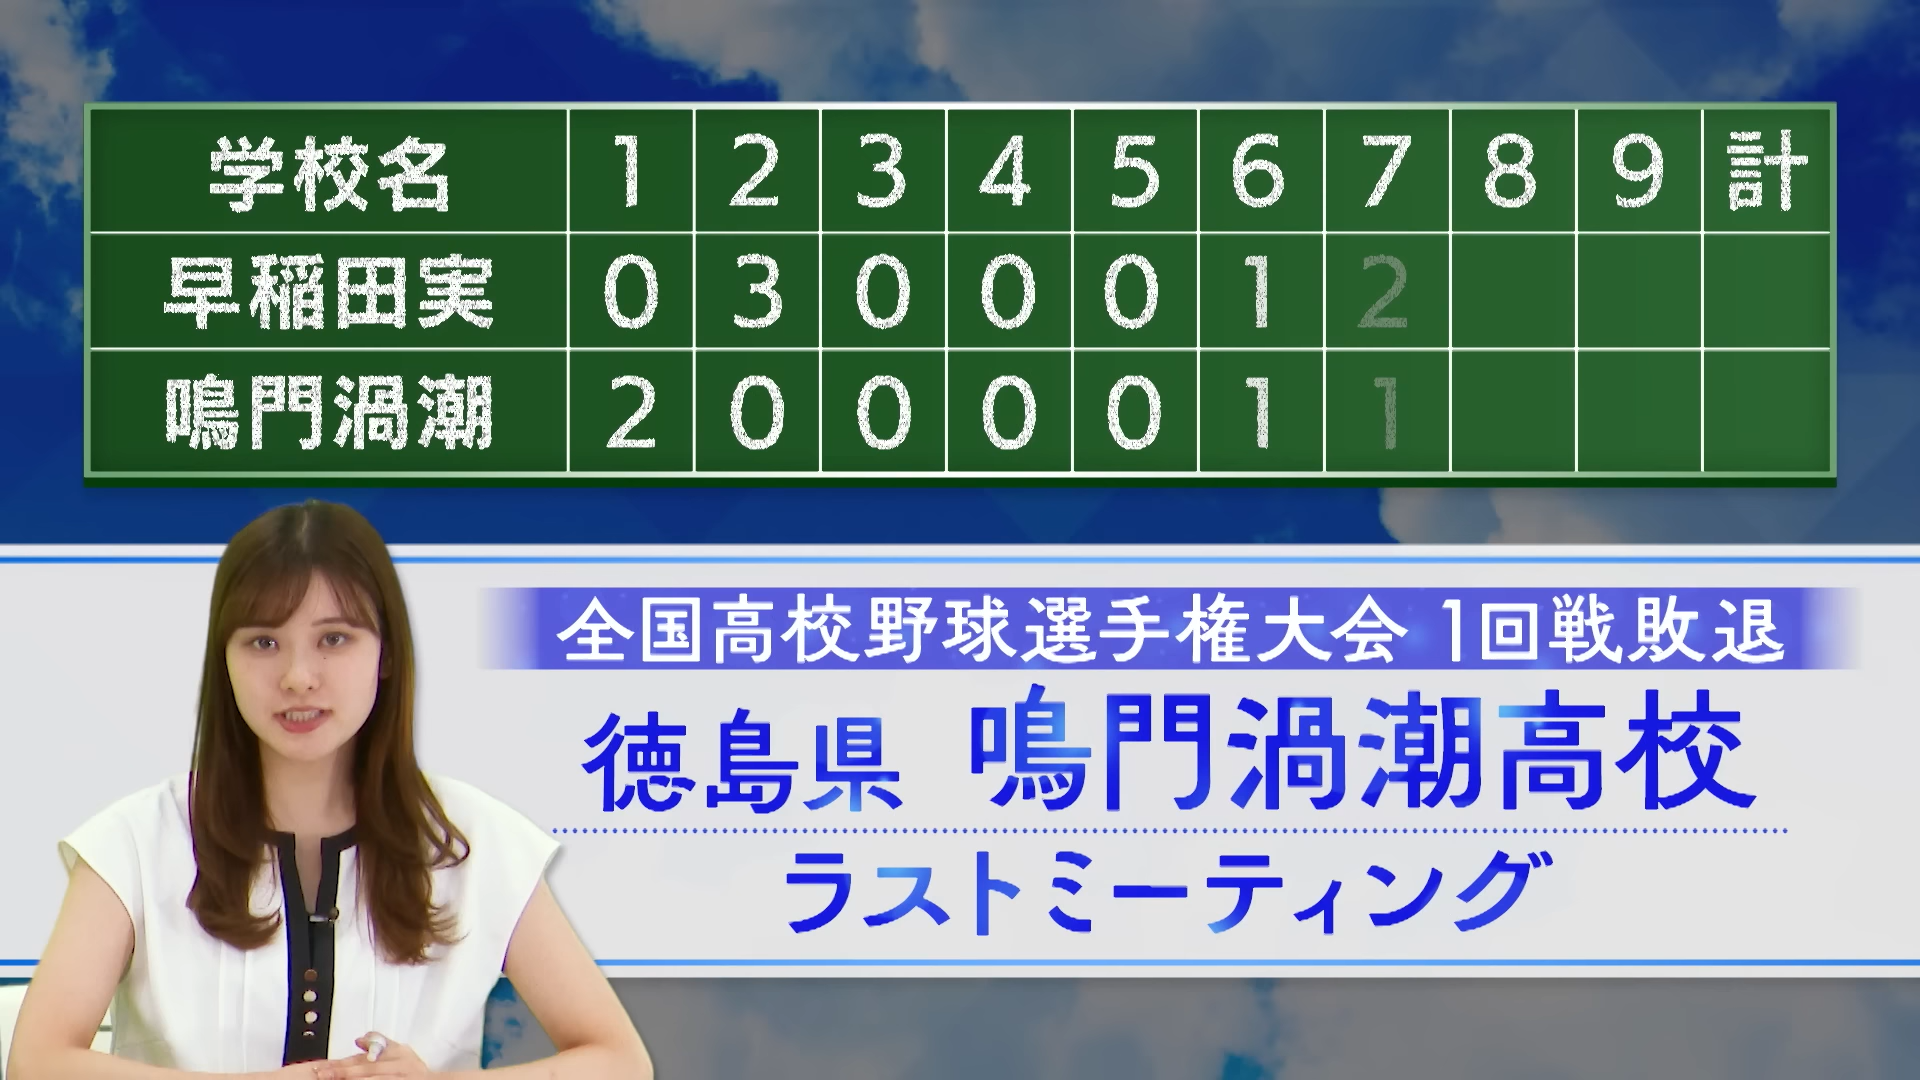 学校名 1 2 3 4 5 6 7 8 9 計
早稲田実 0 3 0 0 0 1 2
鳴門渦潮 2 0 0 0 0 1 1
全国高校野球選手権大会 1回戦敗退
徳島県 鳴門渦潮高校
ラストミーティング